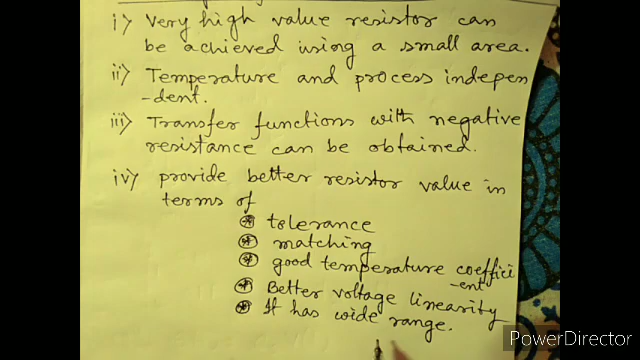 i) Very high value resistor can
be achieved using a small area.
ii) Temperature and process indepen
-dent.
iii) Transfer functions with negative
resistance can be obtained.
iv) provide better resistor value in
terms of
* tolerance
* matching
* good temperature coeffici
-ent
* Better voltage linearity
* It has wide range.
PowerDirector